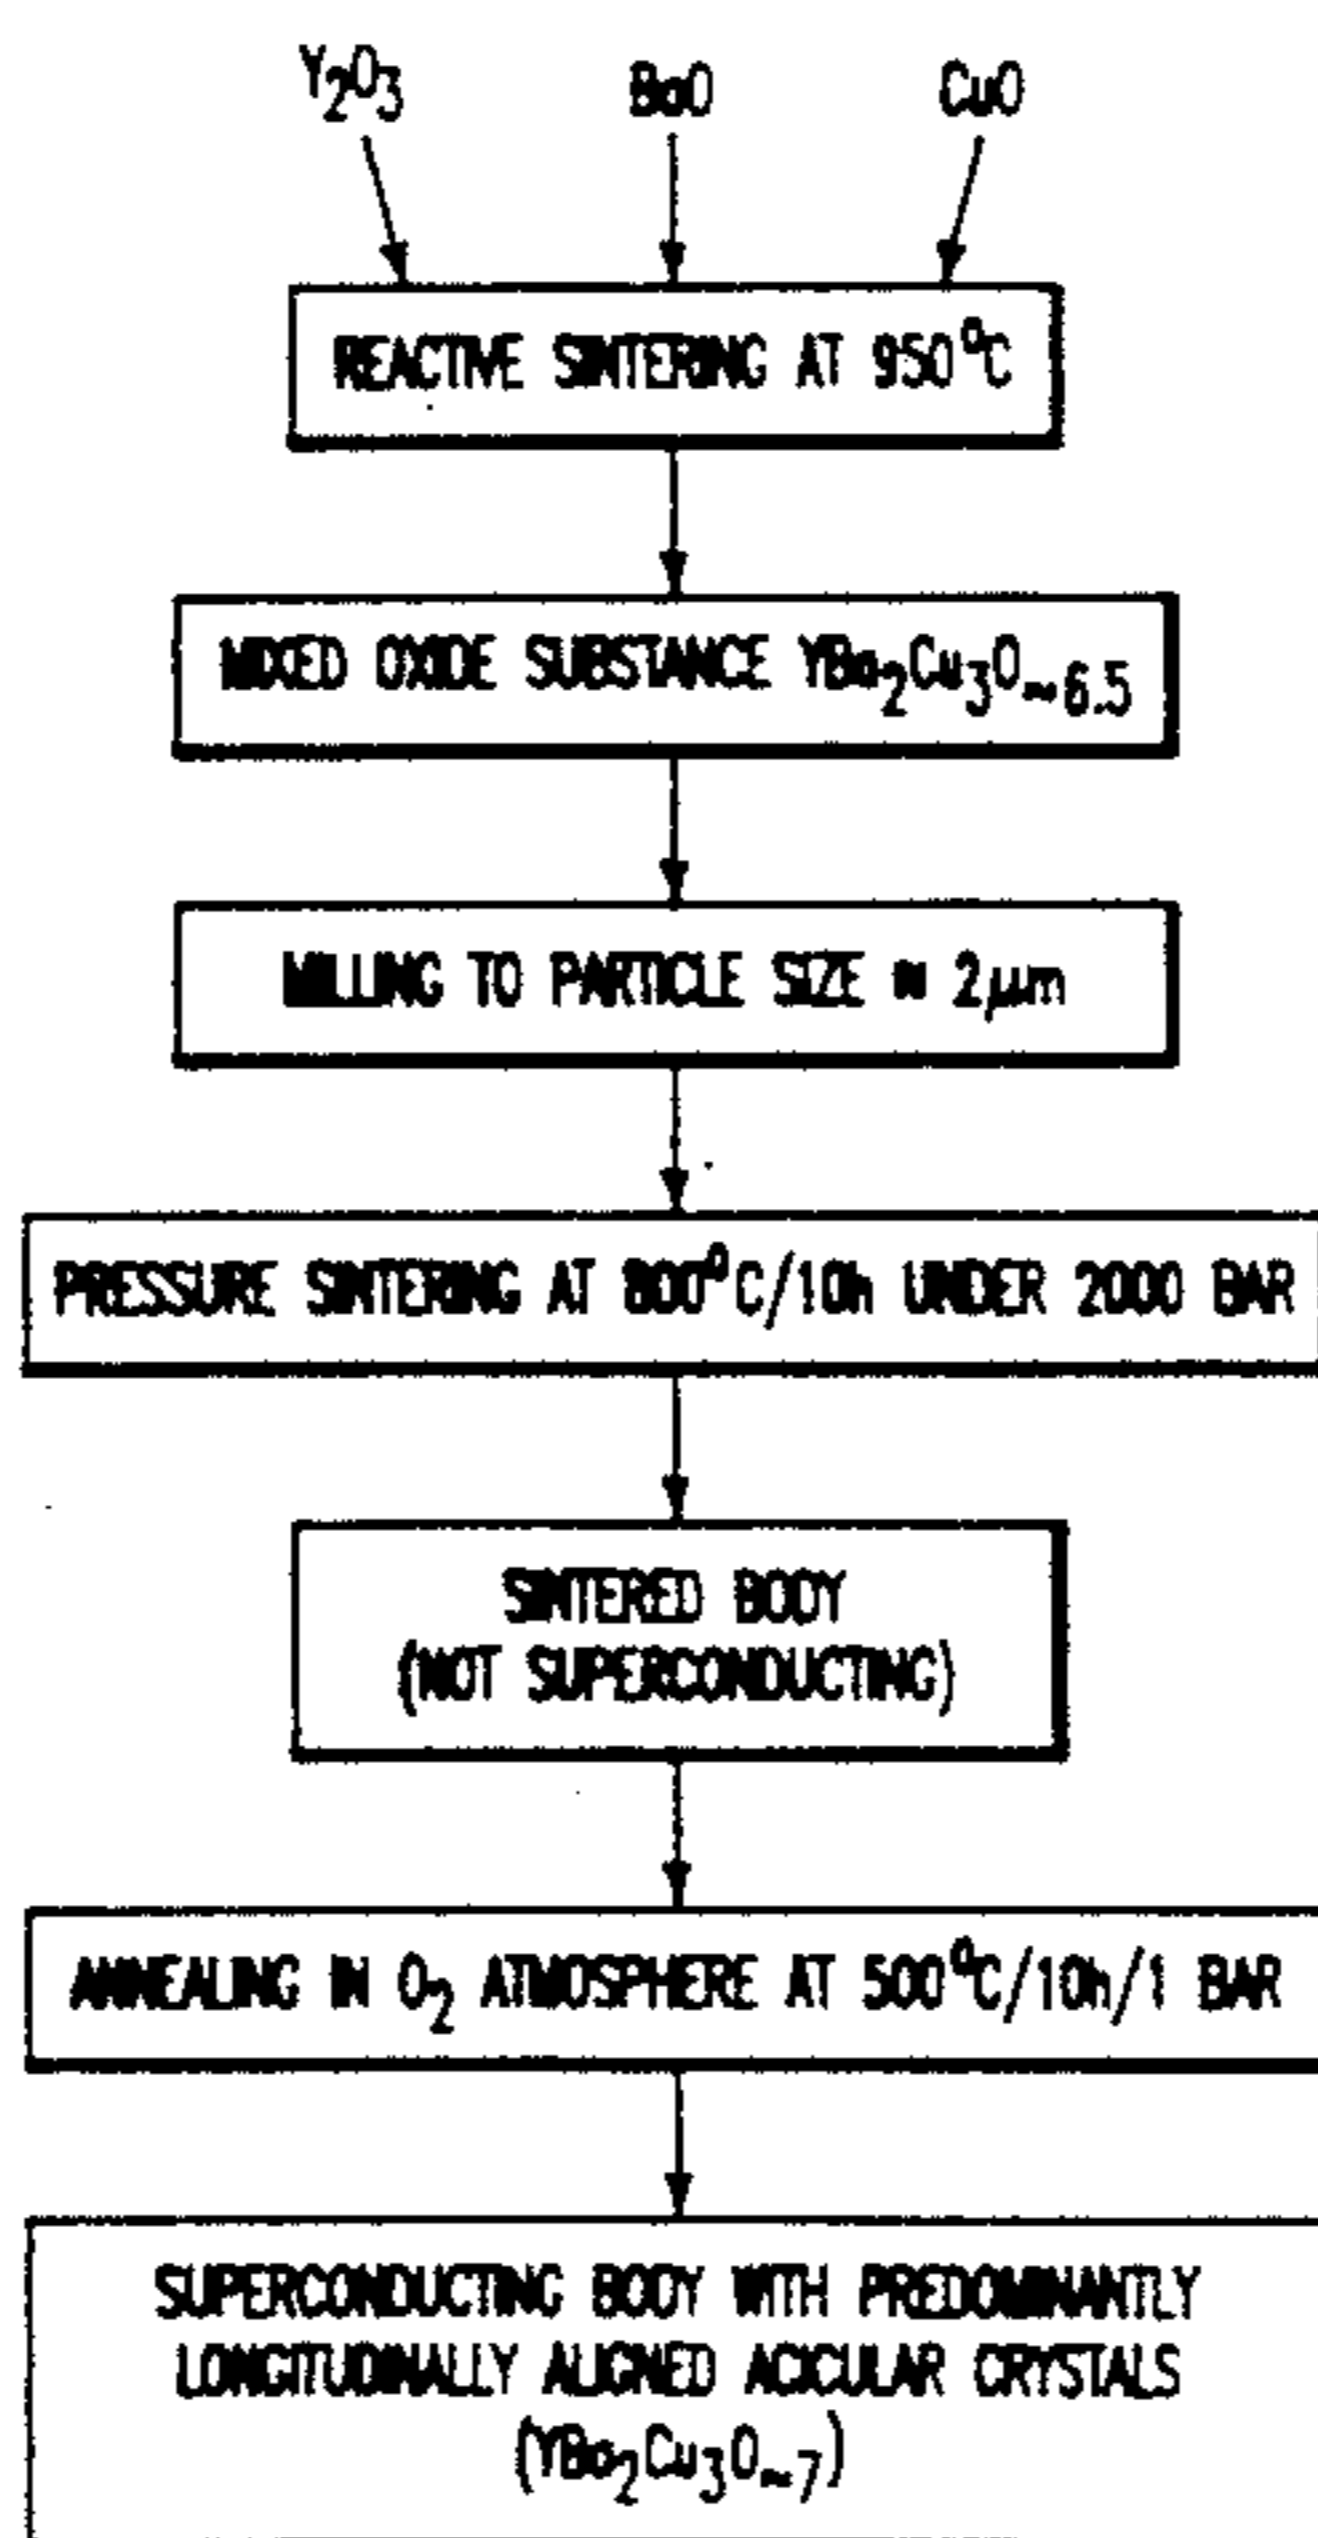 Y₂O₃ BaO CuO
REACTIVE SINTERING AT 950°C
MIXED OXIDE SUBSTANCE YBa₂Cu₃O~6.5
MILLING TO PARTICLE SIZE ≈ 2μm
PRESSURE SINTERING AT 800°C/10h UNDER 2000 BAR
SINTERED BODY
(NOT SUPERCONDUCTING)
ANNEALING IN O₂ ATMOSPHERE AT 500°C/10h/1 BAR
SUPERCONDUCTING BODY WITH PREDOMINANTLY
LONGITUDINALLY ALIGNED ACICULAR CRYSTALS
(YBa₂Cu₃O~7)